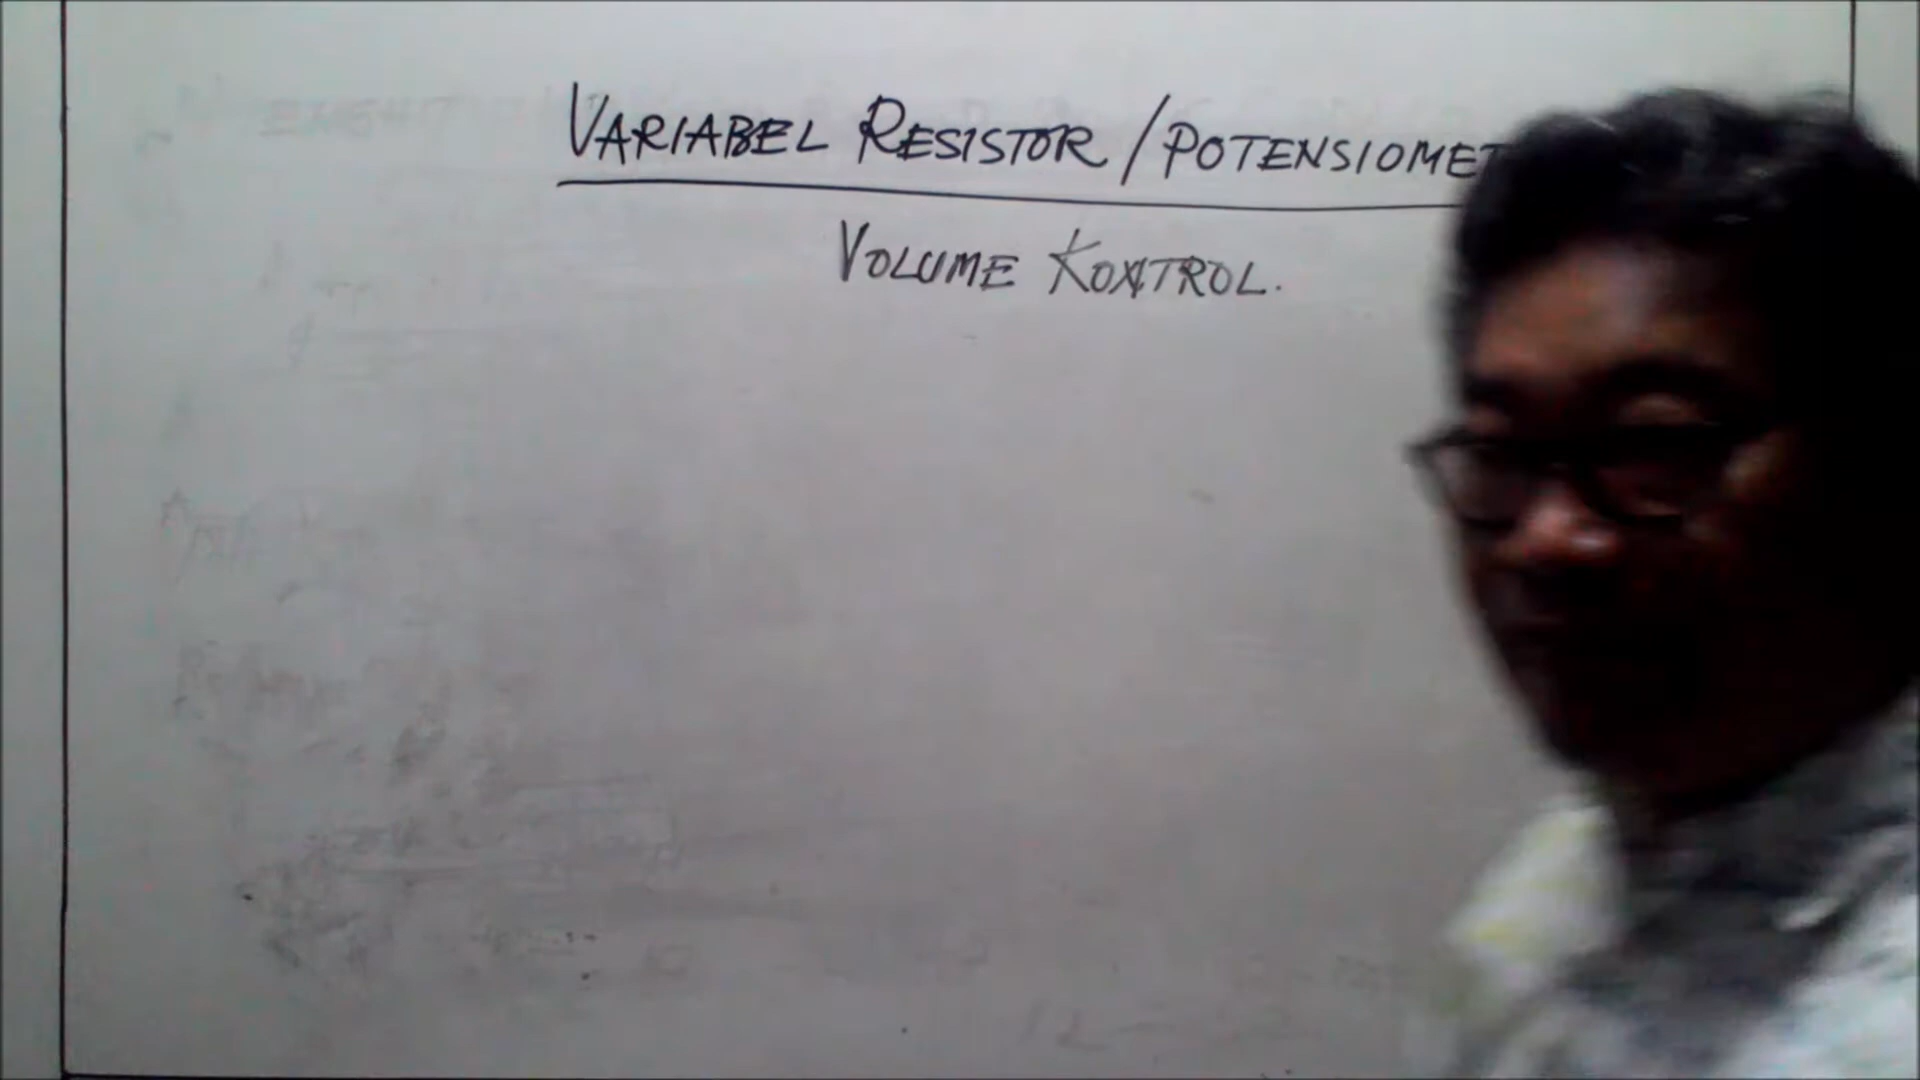 VARIABEL RESISTOR / POTENSIOMET
VOLUME KONTROL.